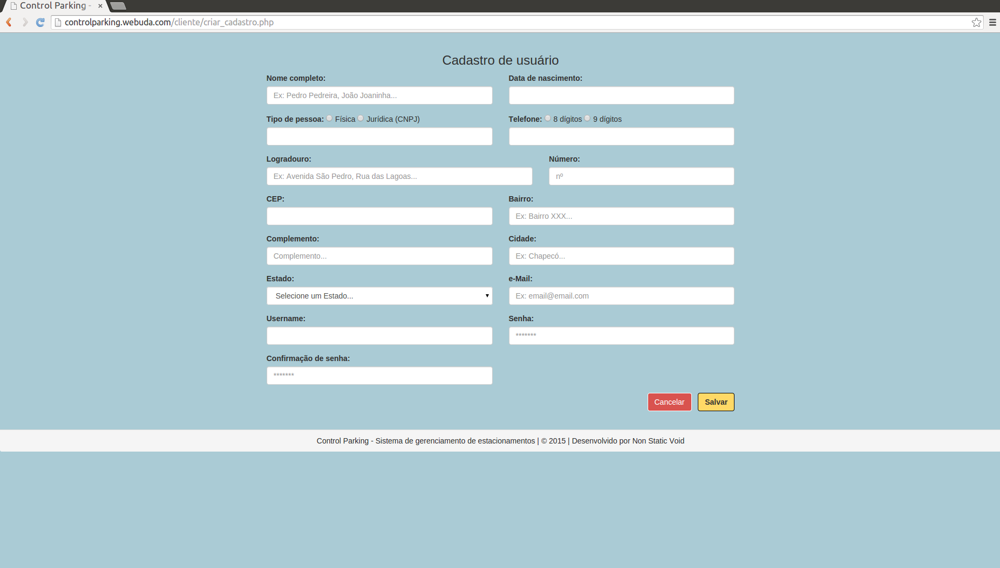 Control Parking -
controlparking.webuda.com/cliente/criar_cadastro.php
Cadastro de usuário
Nome completo: Data de nascimento:
Ex: Pedro Pedreira, João Joaninha...
Tipo de pessoa: Física Jurídica (CNPJ) Telefone: 8 dígitos 9 dígitos
Logradouro: Número:
Ex: Avenida São Pedro, Rua das Lagoas... nº
CEP: Bairro:
Ex: Bairro XXX...
Complemento: Cidade:
Complemento... Ex: Chapecó...
Estado: e-Mail:
Selecione um Estado... Ex: email@email.com
Username: Senha:
*******
Confirmação de senha:
*******
Cancelar Salvar
Control Parking - Sistema de gerenciamento de estacionamentos | © 2015 | Desenvolvido por Non Static Void